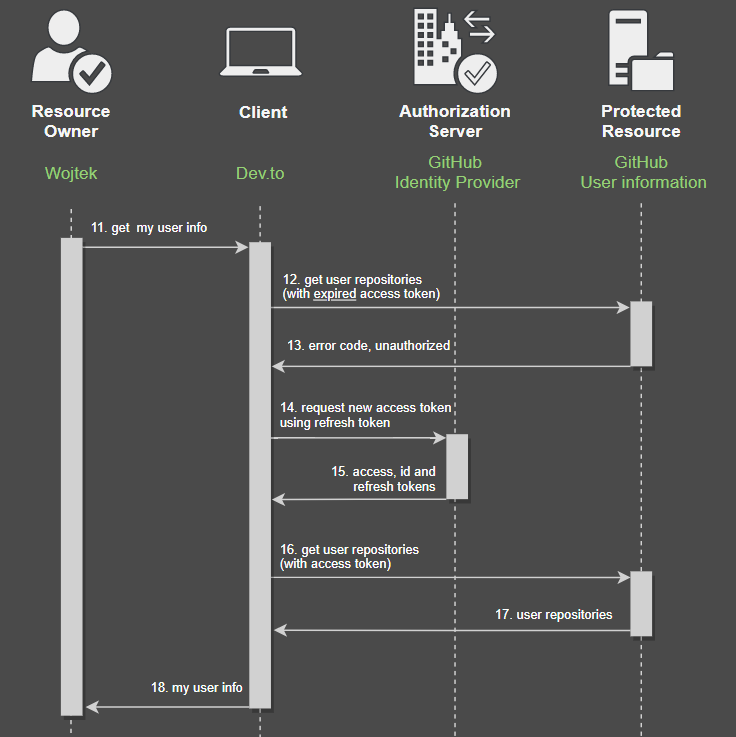 Resource
Owner
Client
Authorization
Server
Protected
Resource
Wojtek
Dev.to
GitHub
Identity Provider
GitHub
User information
11. get  my user info
12. get user repositories
(with expired access token)
13. error code, unauthorized
14. request new access token
using refresh token
15. access, id and
refresh tokens
16. get user repositories
(with access token)
17. user repositories
18. my user info